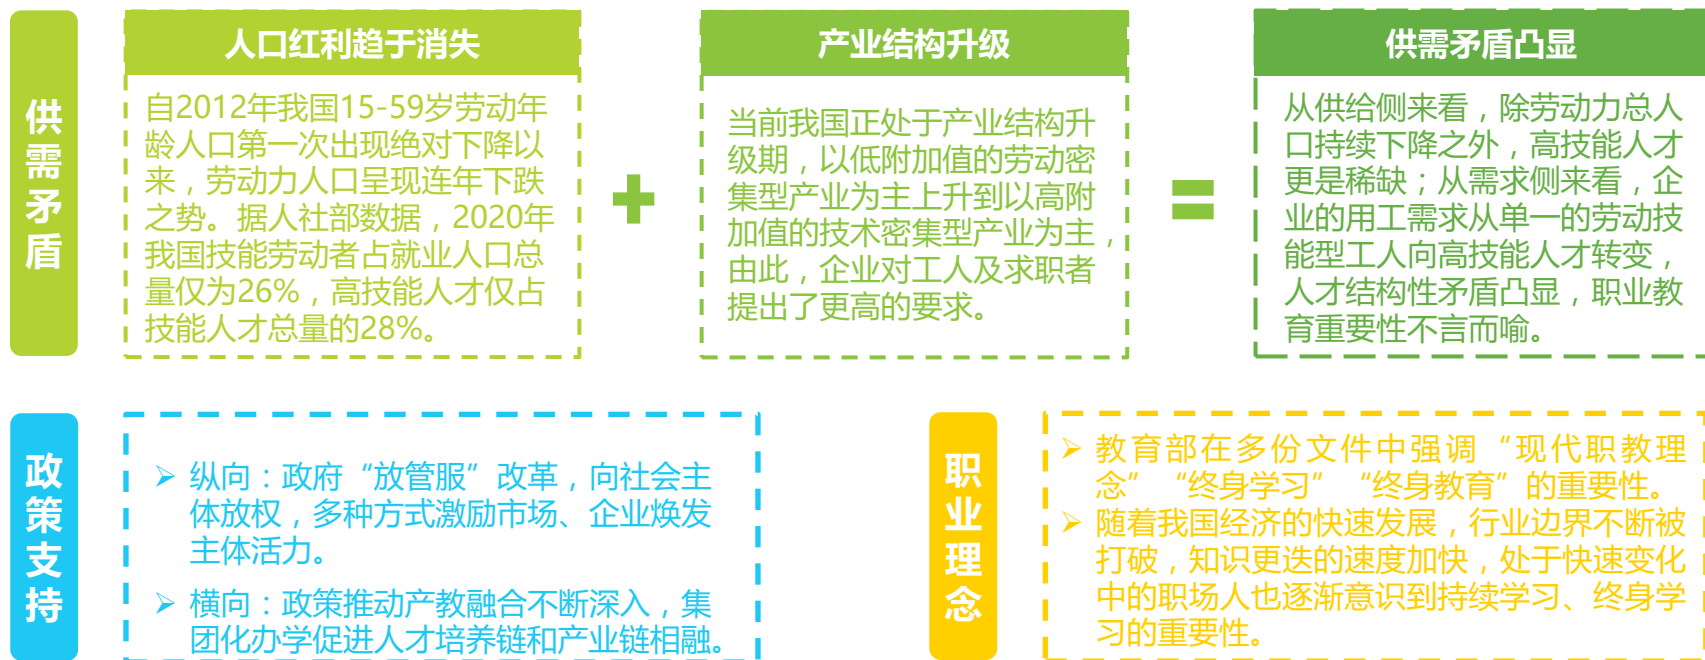 供需矛盾
人口红利趋于消失
自2012年我国15-59岁劳动年
龄人口第一次出现绝对下降以
来，劳动力人口呈现连年下跌
之势。据人社部数据，2020年
我国技能劳动者占就业人口总
量仅为26%，高技能人才仅占
技能人才总量的28%。
+
产业结构升级
当前我国正处于产业结构升
级期，以低附加值的劳动密
集型产业为主上升到以高附
加值的技术密集型产业为主，
由此，企业对工人及求职者
提出了更高的要求。
=
供需矛盾凸显
从供给侧来看，除劳动力总人
口持续下降之外，高技能人才
更是稀缺；从需求侧来看，企
业的用工需求从单一的劳动技
能型工人向高技能人才转变，
人才结构性矛盾凸显，职业教
育重要性不言而喻。
政策支持
➢ 纵向：政府“放管服”改革，向社会主
体放权，多种方式激励市场、企业焕发
主体活力。
➢ 横向：政策推动产教融合不断深入，集
团化办学促进人才培养链和产业链相融。
职业理念
➢ 教育部在多份文件中强调“现代职教理
念”“终身学习”“终身教育”的重要性。
➢ 随着我国经济的快速发展，行业边界不断被
打破，知识更迭的速度加快，处于快速变化
中的职场人也逐渐意识到持续学习、终身学
习的重要性。